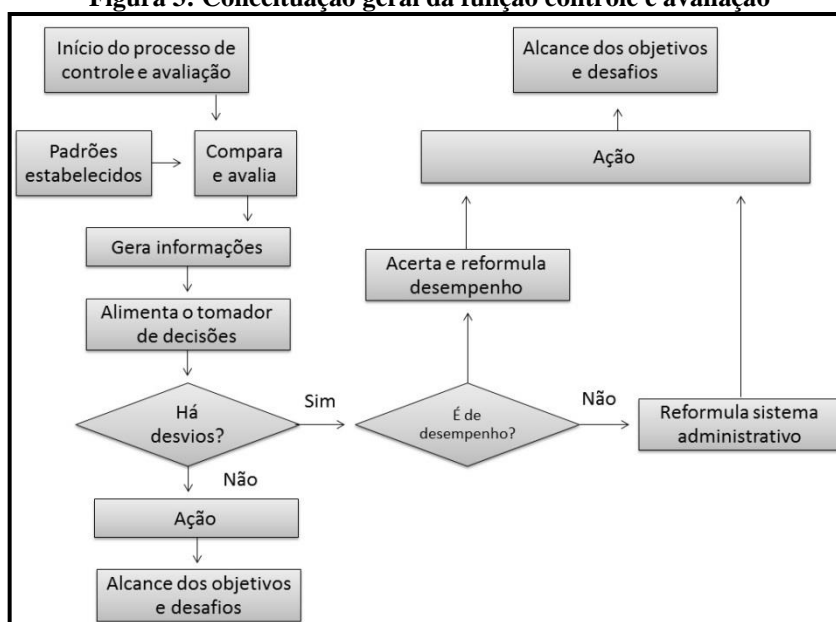 Figura 3: Conceituação geral da função controle e avaliação
Início do processo de
controle e avaliação
Padrões
estabelecidos
Compara
e avalia
Gera informações
Alimenta o tomador
de decisões
Há
desvios?
Sim
Não
Ação
Alcance dos objetivos
e desafios
É de
desempenho?
Não
Acerta e reformula
desempenho
Reformula sistema
administrativo
Ação
Alcance dos objetivos
e desafios